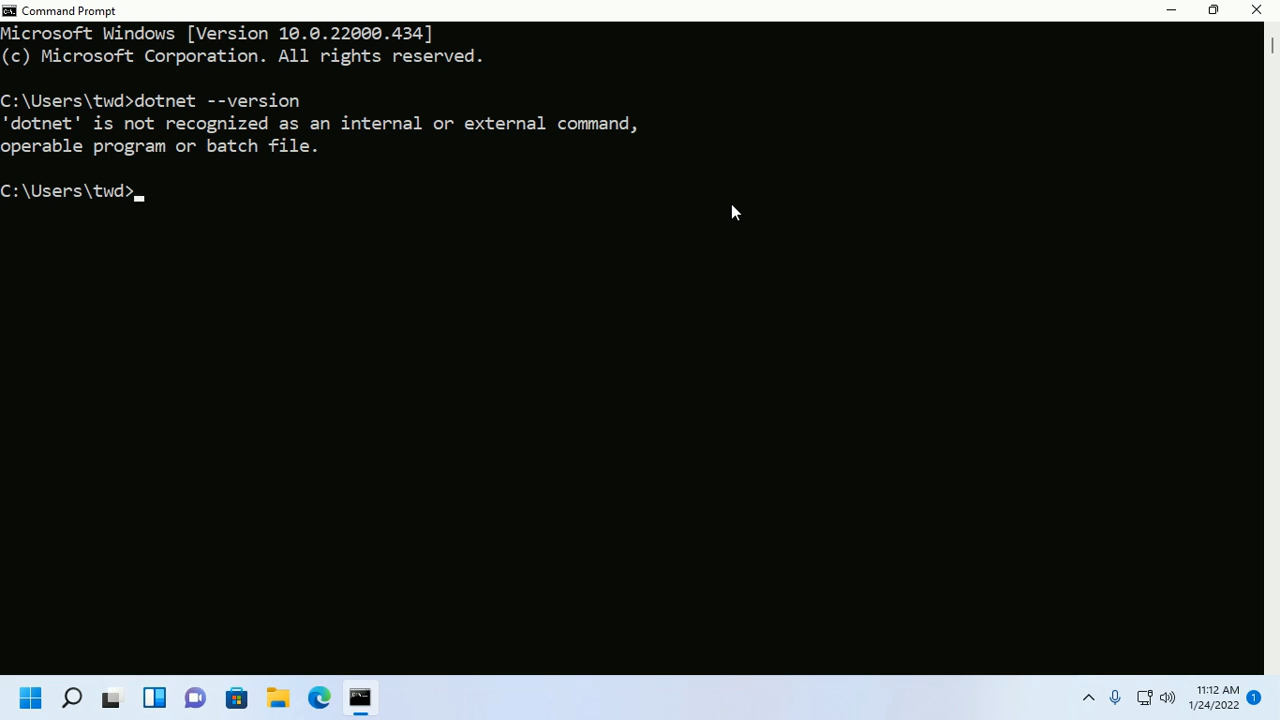 Command Prompt
Microsoft Windows [Version 10.0.22000.434]
(c) Microsoft Corporation. All rights reserved.
C:\Users\twd>dotnet --version
'dotnet' is not recognized as an internal or external command,
operable program or batch file.
C:\Users\twd>
11:12 AM
1/24/2022
1